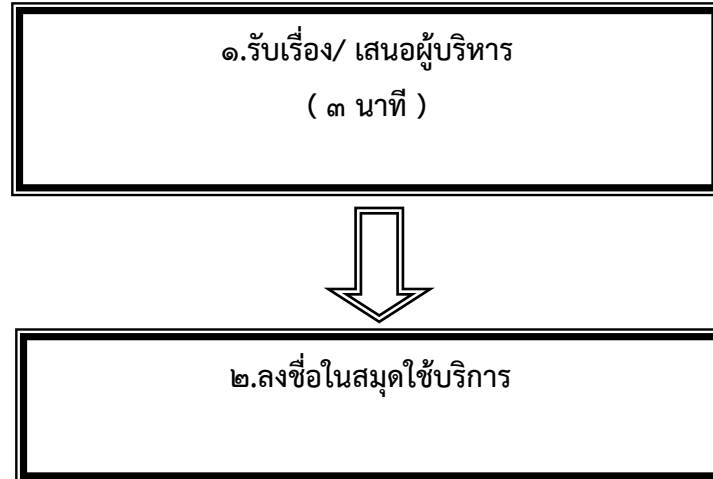 ๑.รับเรื่อง/ เสนอผู้บริหาร
( ๓ นาที )
๒.ลงชื่อในสมุดใช้บริการ